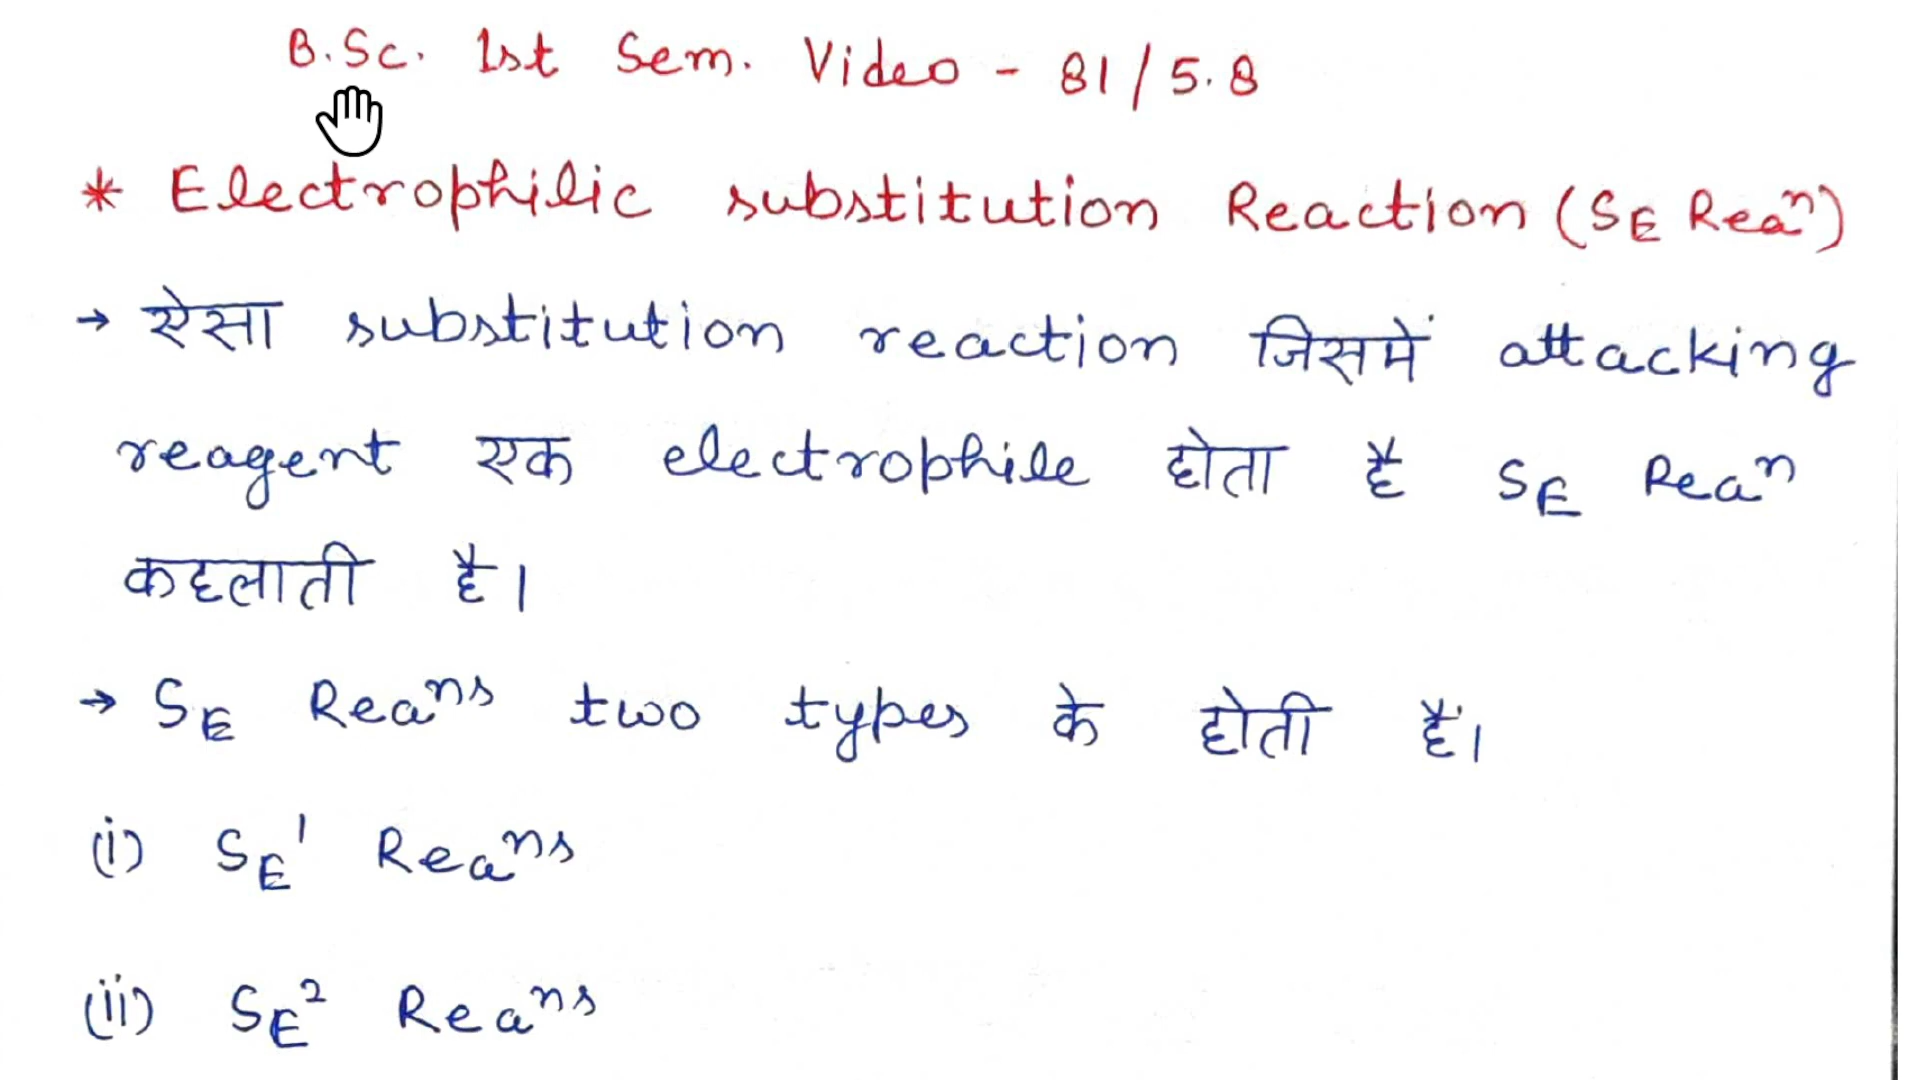 B.Sc. 1st Sem. Video - 81/5.8
* Electrophilic substitution Reaction (SE Reaⁿ)
→ ऐसा substitution reaction जिसमें attacking
reagent एक electrophile होता है SE Reaⁿ
कहलाती है।
→ SE Reaⁿˢ two types के होती हैं।
(i) SE¹ Reaⁿˢ
(ii) SE² Reaⁿˢ